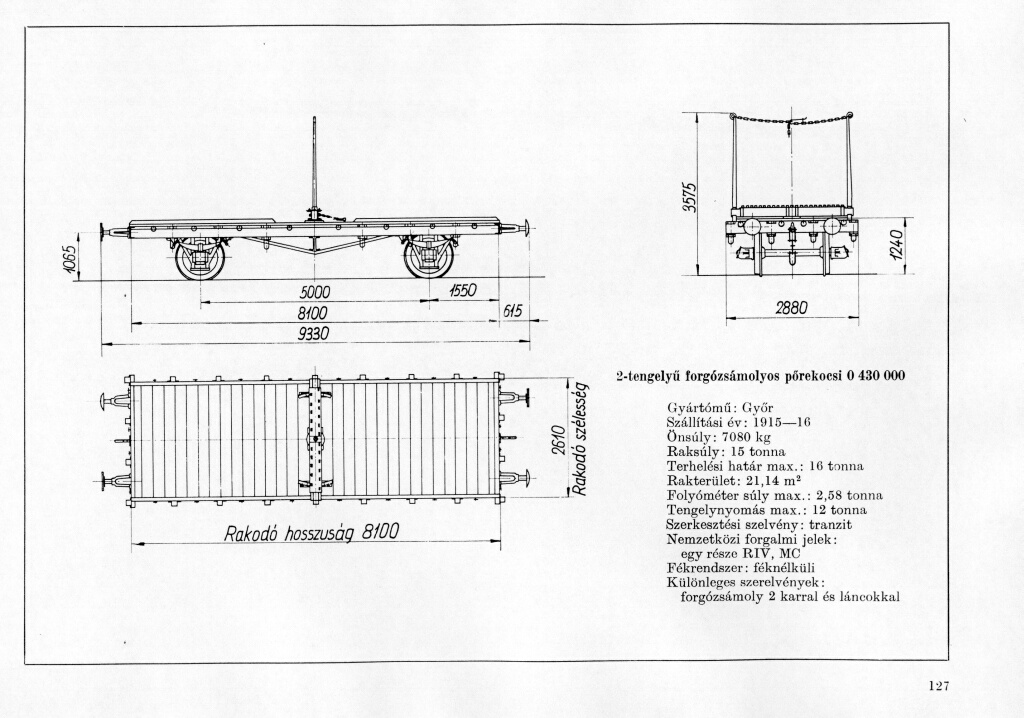 3575
1065
1240
5000
1550
8100
615
9330
2880
2-tengelyű forgózsámolyos pőrekocsi 0 430 000
Gyártómű: Győr
Szállítási év: 1915—16
Önsúly: 7080 kg
Raksúly: 15 tonna
Terhelési határ max.: 16 tonna
Rakterület: 21,14 m²
Folyóméter súly max.: 2,58 tonna
Tengelynyomás max.: 12 tonna
Szerkesztési szelvény: tranzit
Nemzetközi forgalmi jelek:
egy része RIV, MC
Fékrendszer: féknélküli
Különleges szerelvények:
forgózsámoly 2 karral és láncokkal
2610
Rakodó szélesség
Rakodó hosszuság 8100
127